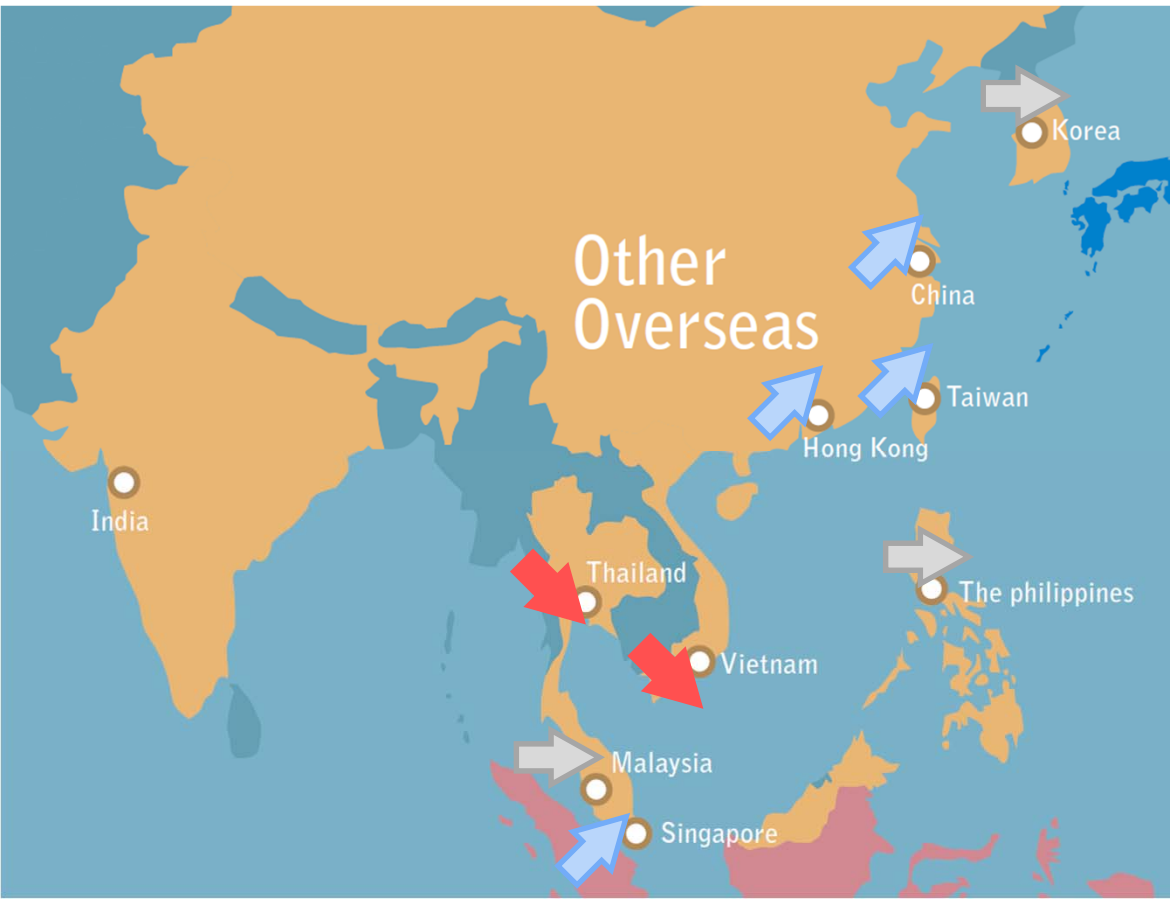 Korea
Other
Overseas
China
Taiwan
Hong Kong
India
Thailand
The philippines
Vietnam
Malaysia
Singapore